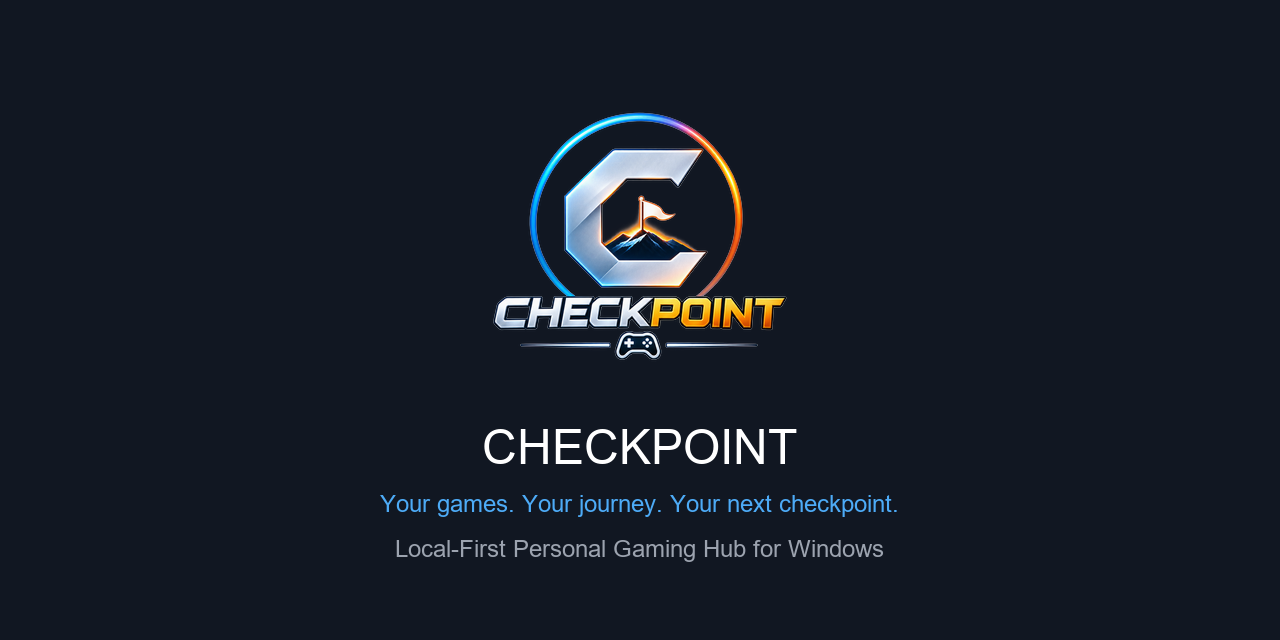 CHECKPOINT
CHECKPOINT
Your games. Your journey. Your next checkpoint.
Local-First Personal Gaming Hub for Windows